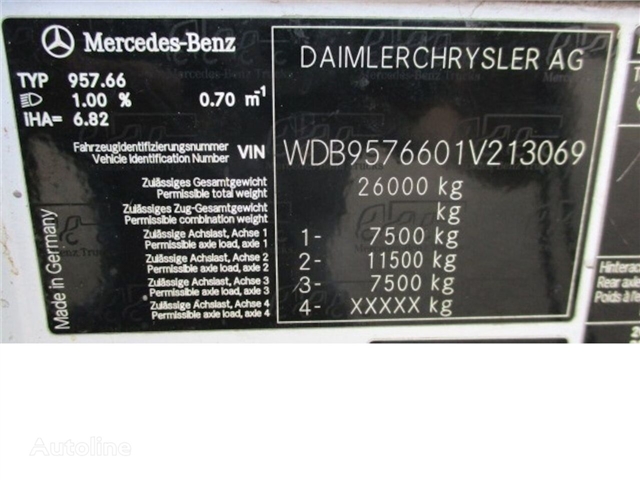 Mercedes-Benz
DAIMLERCHRYSLER AG
TYP 957.66
1.00 % 0.70 m⁻¹
IHA= 6.82
Fahrzeugidentifizierungsnummer
Vehicle Identification Number VIN WDB9576601V213069
Zulässiges Gesamtgewicht
Permissible total weight 26000 kg
Zulässiges Zug-Gesamtgewicht
Permissible combination weight kg
Zulässige Achslast, Achse 1
Permissible axle load, axle 1 1- 7500 kg
Zulässige Achslast, Achse 2
Permissible axle load, axle 2 2- 11500 kg
Zulässige Achslast, Achse 3
Permissible axle load, axle 3 3- 7500 kg
Zulässige Achslast, Achse 4
Permissible axle load, axle 4 4- XXXXX kg
Made in Germany
Hinterac
Rear axle
Poids à
Autoline